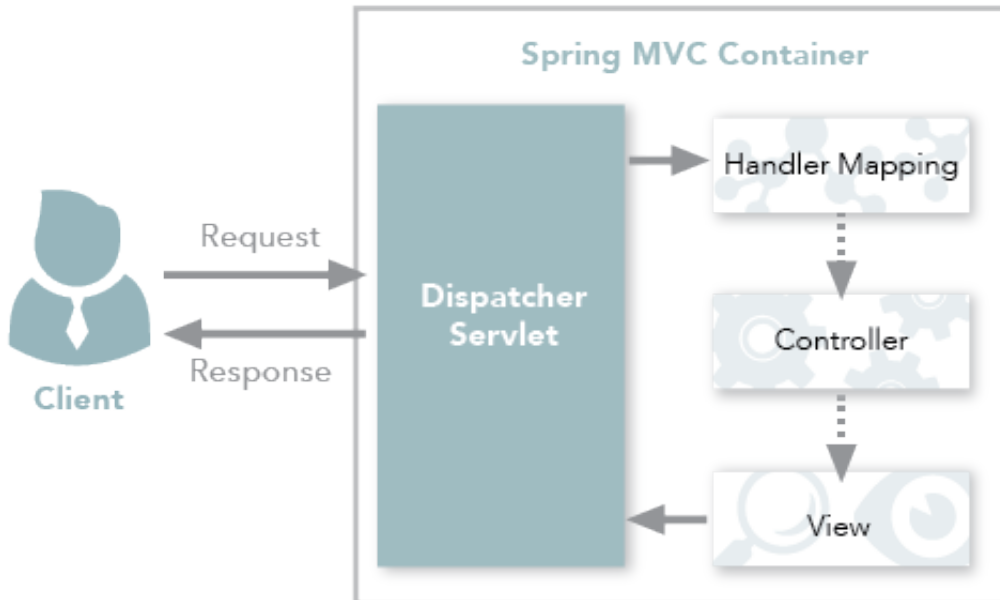 Spring MVC Container
Handler Mapping
Request
Dispatcher
Servlet
Controller
Response
Client
View